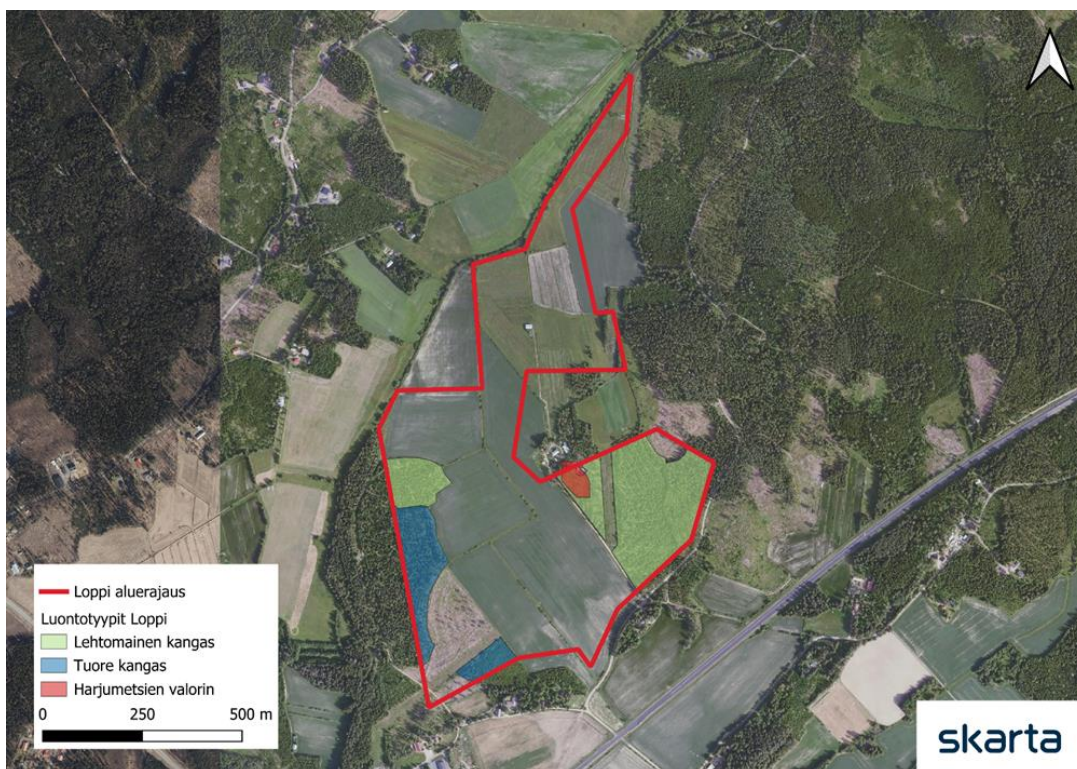 Loppi aluerajaus
Luontotyypit Loppi
Lehtomainen kangas
Tuore kangas
Harjumetsien valorin
0 250 500 m
skarta